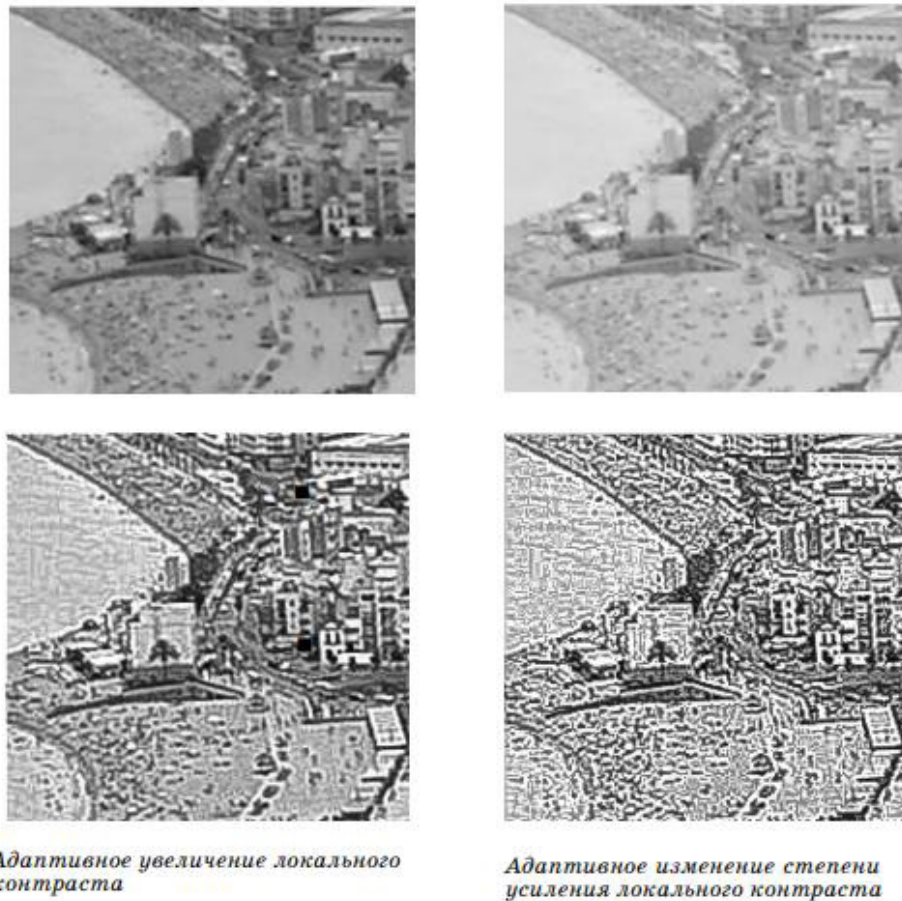 Адаптивное увеличение локального
контраста
Адаптивное изменение степени
усиления локального контраста